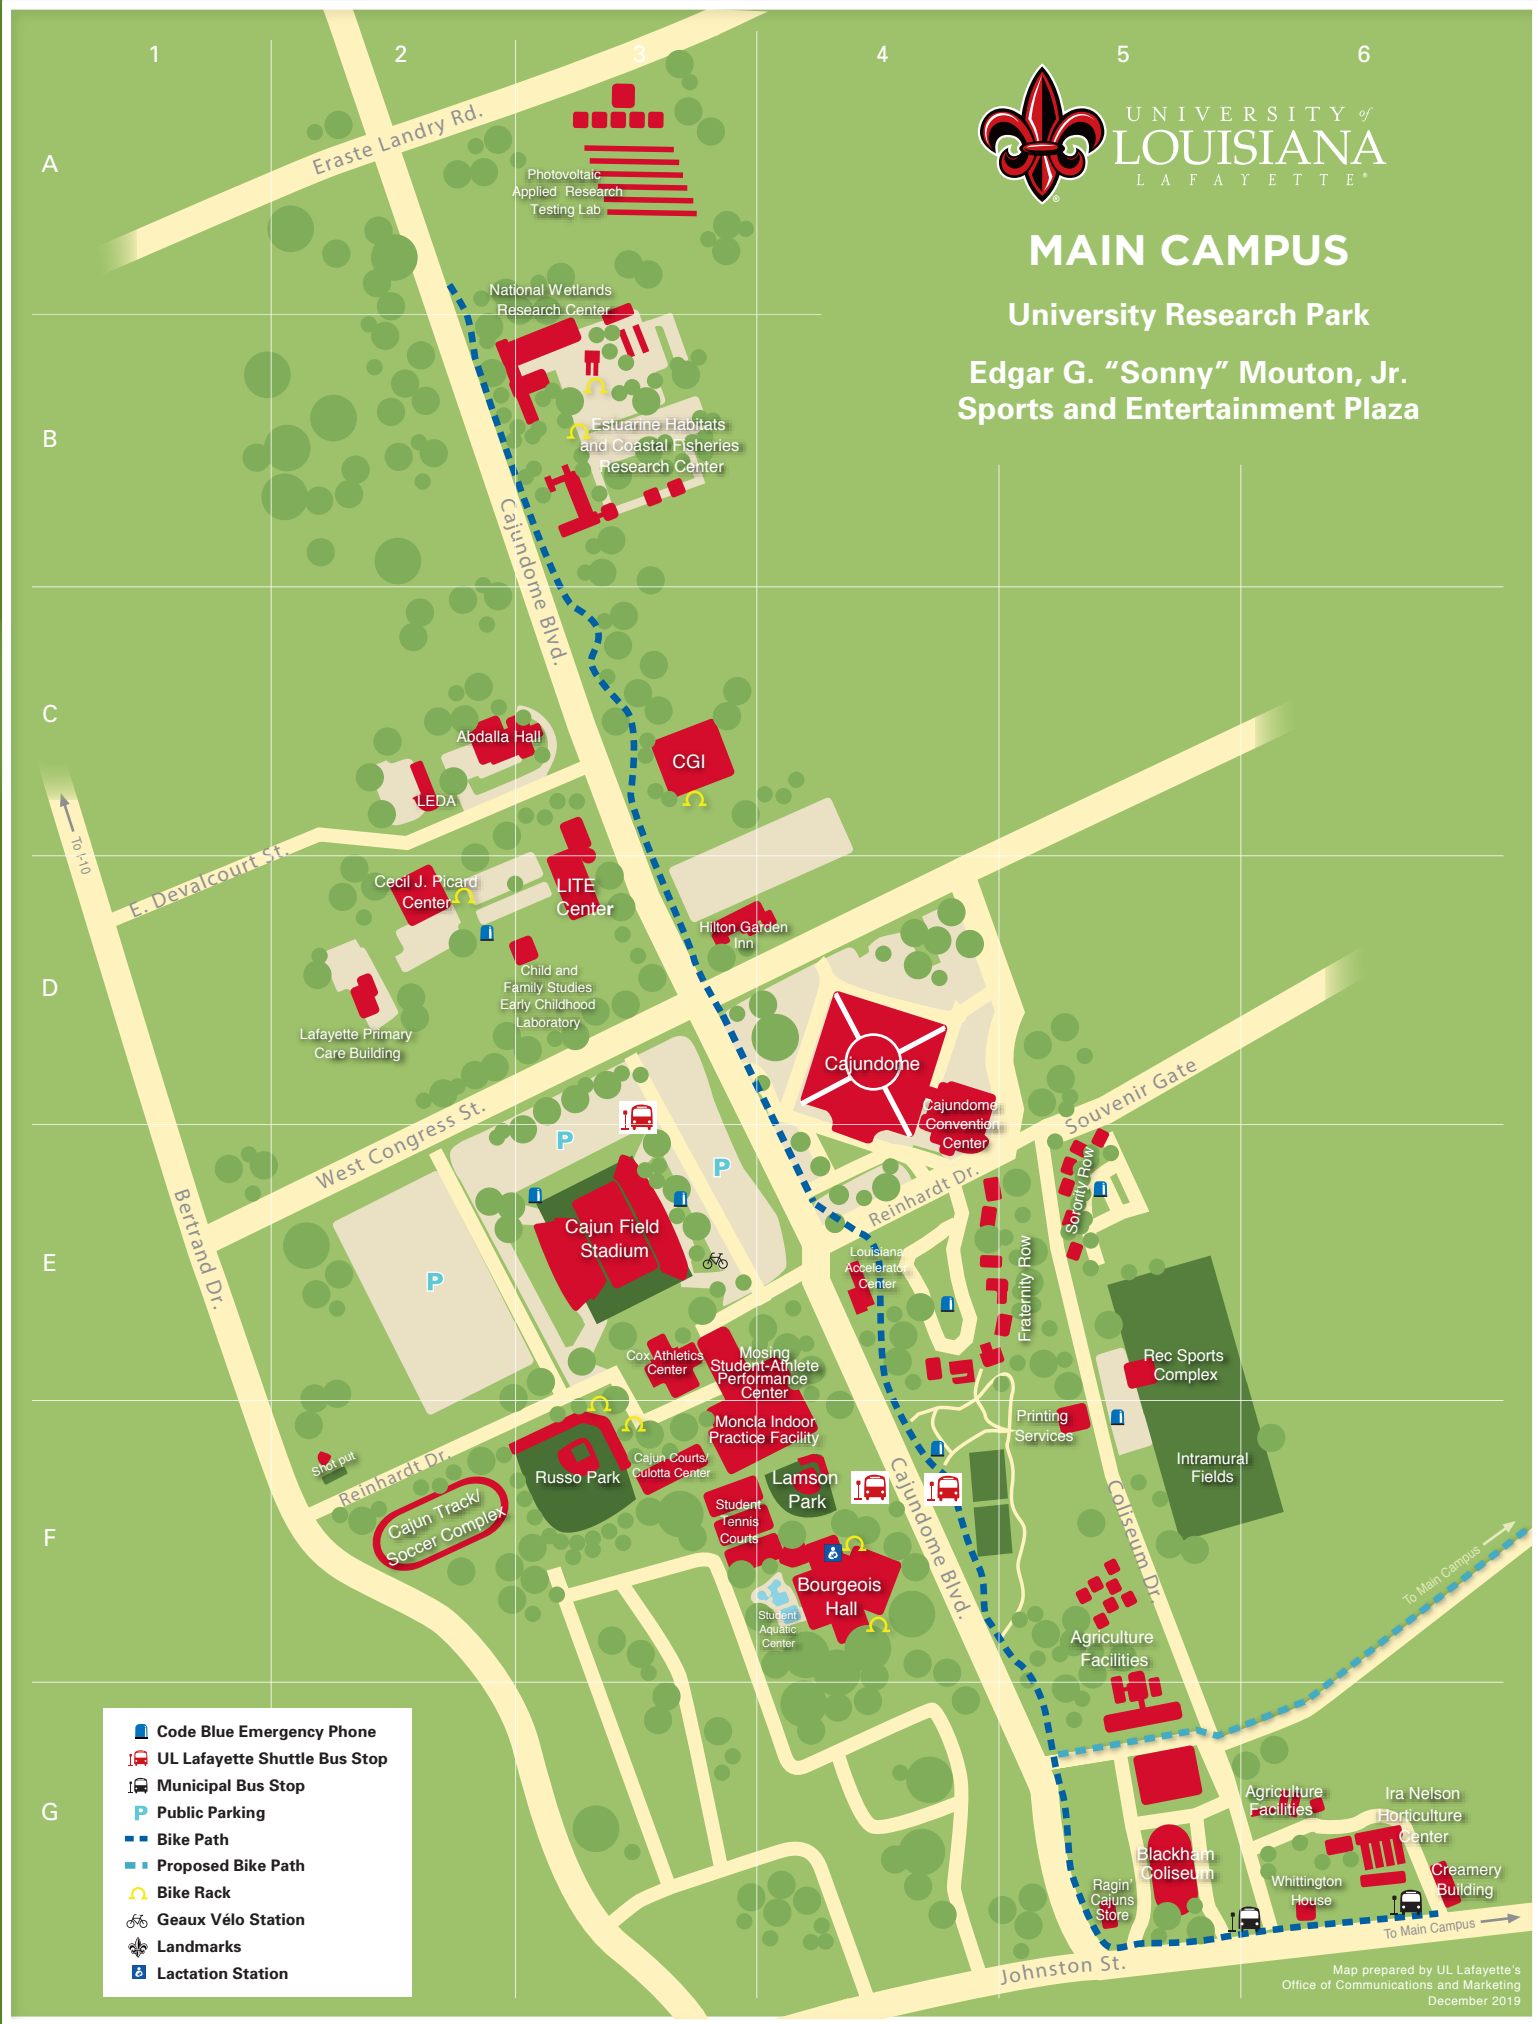 1
2
3
4
5
6
A
B
C
D
E
F
G
UNIVERSITY of
LOUISIANA
LAFAYETTE®
MAIN CAMPUS
University Research Park
Edgar G. “Sonny” Mouton, Jr.
Sports and Entertainment Plaza
Eraste Landry Rd.
Photovoltaic
Applied Research
Testing Lab
National Wetlands
Research Center
Estuarine Habitats
and Coastal Fisheries
Research Center
Cajundome Blvd.
Abdalla Hall
LEDA
CGI
To I-10
E. Devalcourt St.
Cecil J. Picard
Center
LITE
Center
Hilton Garden
Inn
Child and
Family Studies
Early Childhood
Laboratory
Lafayette Primary
Care Building
Cajundome
Cajundome
Convention
Center
Souvenir Gate
West Congress St.
P
P
P
Bertrand Dr.
Cajun Field
Stadium
Reinhardt Dr.
Sorority Row
Louisiana
Accelerator
Center
Fraternity Row
Cox Athletics
Center
Mosing
Student-Athlete
Performance
Center
Rec Sports
Complex
Moncla Indoor
Practice Facility
Printing
Services
Intramural
Fields
Shot put
Reinhardt Dr.
Russo Park
Cajun Courts/
Culotta Center
Lamson
Park
Cajun Track/
Soccer Complex
Student
Tennis
Courts
Cajundome Blvd.
Coliseum Dr.
Bourgeois
Hall
Student
Aquatic
Center
To Main Campus
Agriculture
Facilities
Agriculture
Facilities
Ira Nelson
Horticulture
Center
Blackham
Coliseum
Ragin’
Cajuns
Store
Whittington
House
Creamery
Building
To Main Campus
Johnston St.
Code Blue Emergency Phone
UL Lafayette Shuttle Bus Stop
Municipal Bus Stop
P Public Parking
Bike Path
Proposed Bike Path
Bike Rack
Geaux Vélo Station
Landmarks
Lactation Station
Map prepared by UL Lafayette’s
Office of Communications and Marketing
December 2019